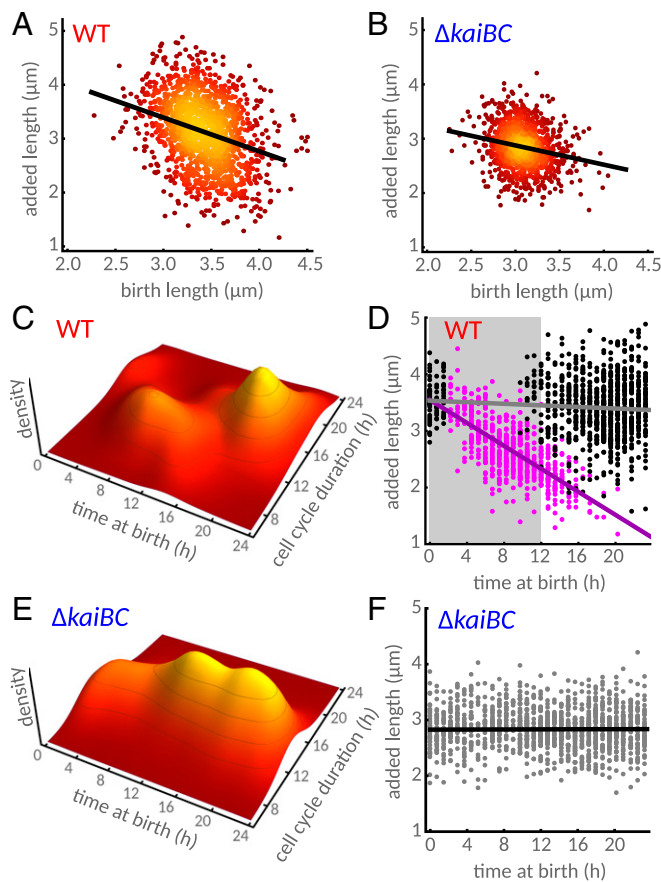 A
WT
added length (µm)
5
4
3
2
1
2.0 2.5 3.0 3.5 4.0 4.5
birth length (µm)
B
ΔkaiBC
added length (µm)
5
4
3
2
1
2.0 2.5 3.0 3.5 4.0 4.5
birth length (µm)
C
WT
density
0 4 8 12 16 20 24
time at birth (h)
8 12 16 20 24
cell cycle duration (h)
D
WT
added length (µm)
5
4
3
2
1
0 4 8 12 16 20
time at birth (h)
E
ΔkaiBC
density
0 4 8 12 16 20 24
time at birth (h)
8 12 16 20 24
cell cycle duration (h)
F
ΔkaiBC
added length (µm)
5
4
3
2
1
0 4 8 12 16 20
time at birth (h)